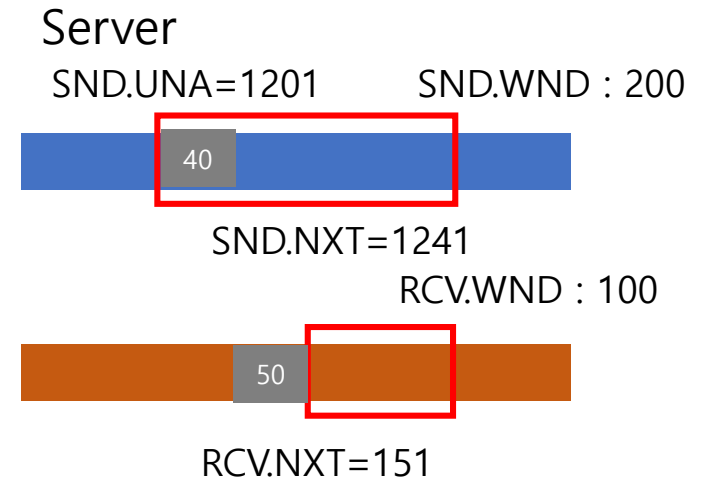 Server
SND.UNA=1201 SND.WND : 200
40
SND.NXT=1241
RCV.WND : 100
50
RCV.NXT=151